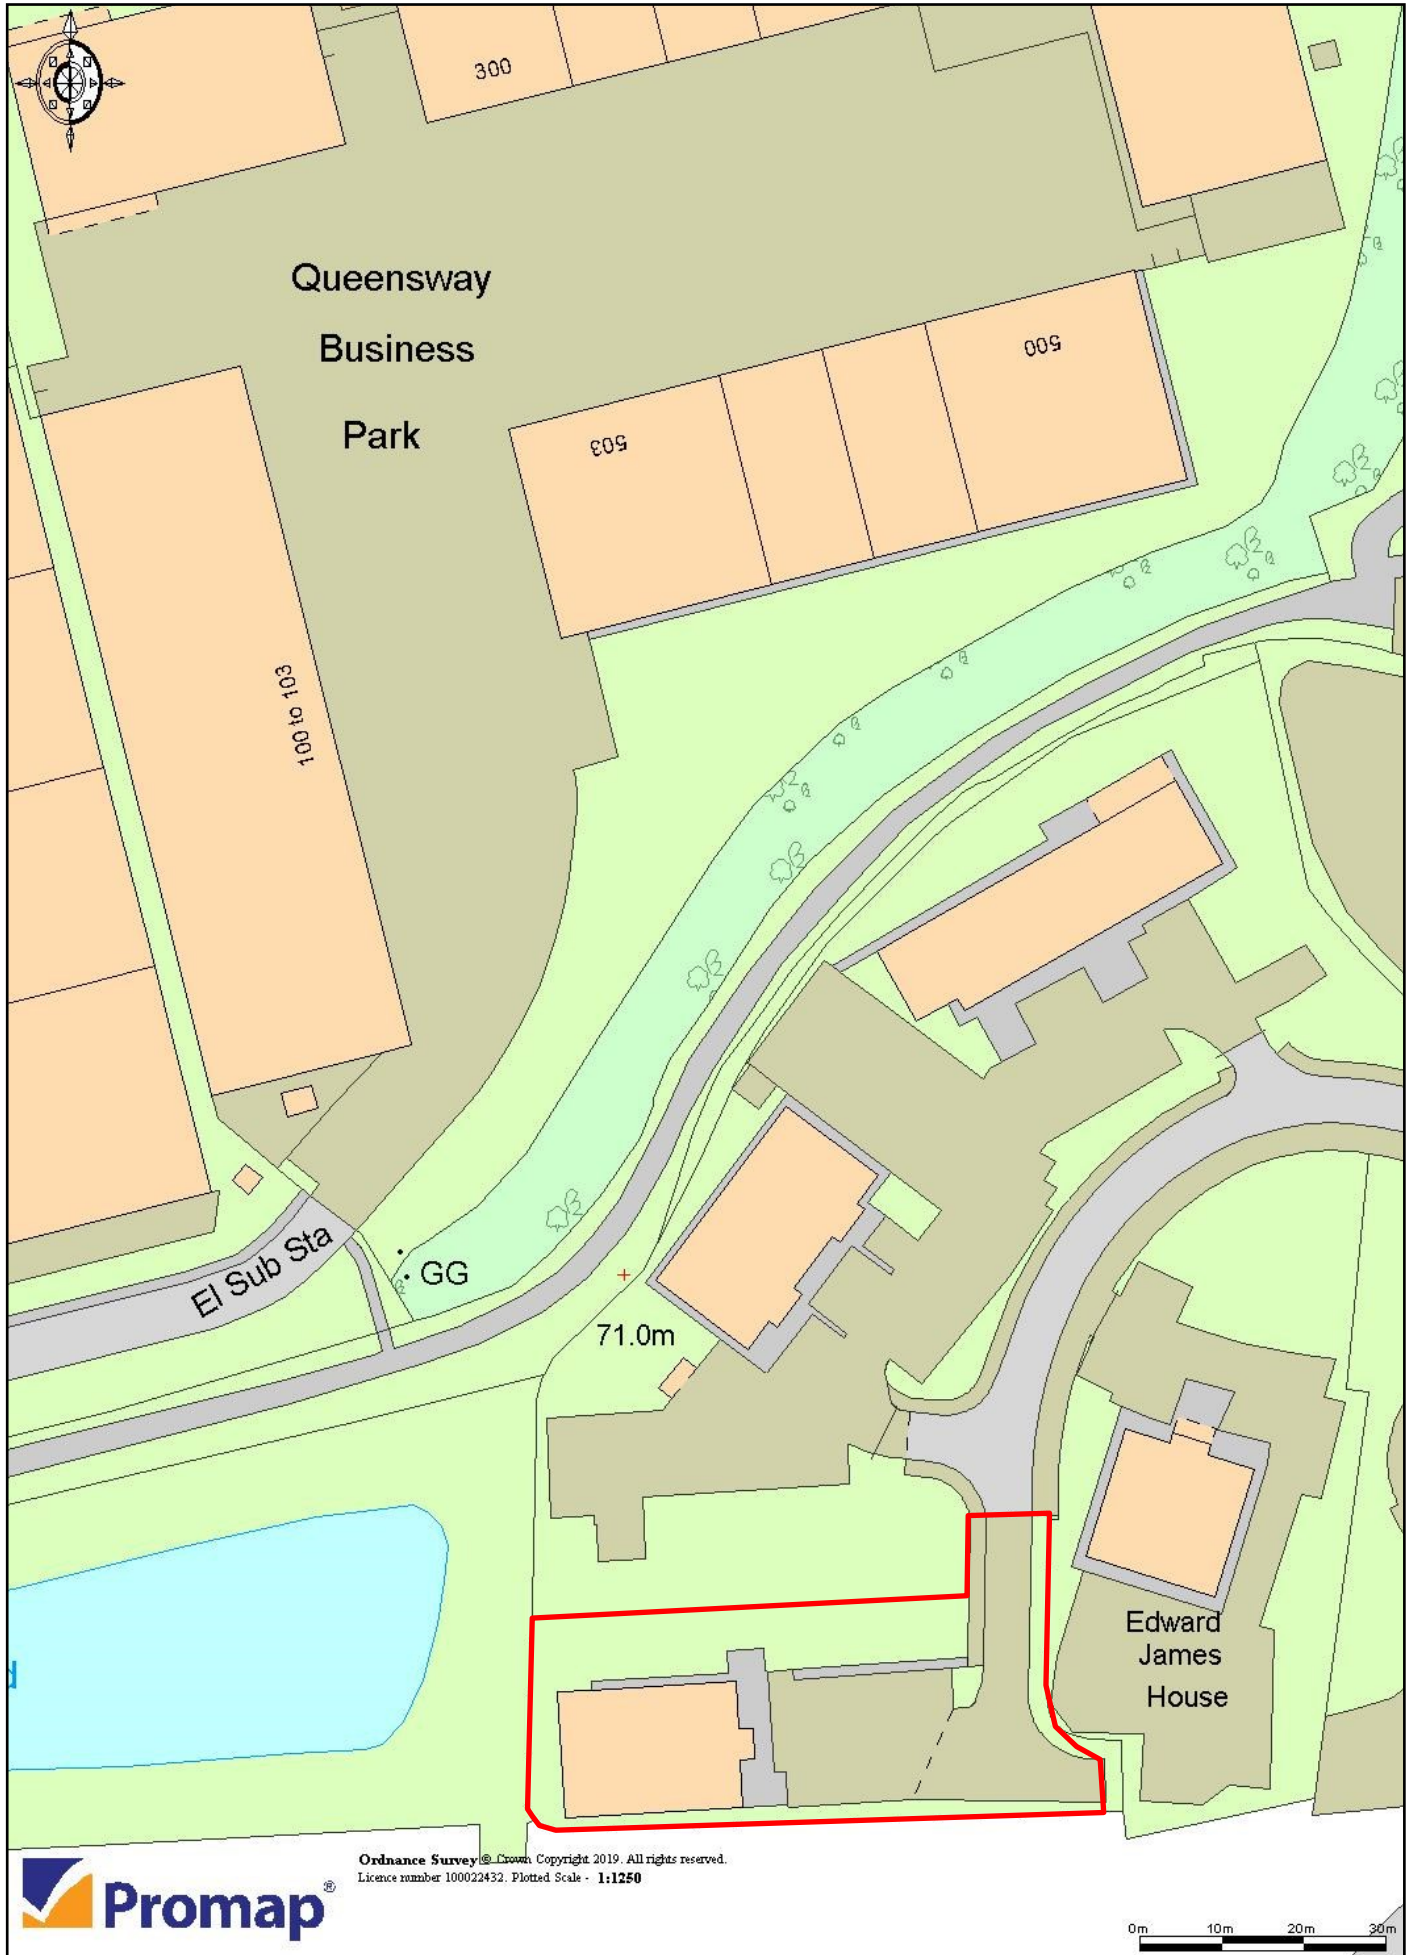 300
Queensway
Business
Park
500
503
100 to 103
El Sub Sta
GG
71.0m
Edward
James
House
Ordnance Survey © Crown Copyright 2019. All rights reserved.
Licence number 100022432. Plotted Scale - 1:1250
Promap®
0m 10m 20m 30m